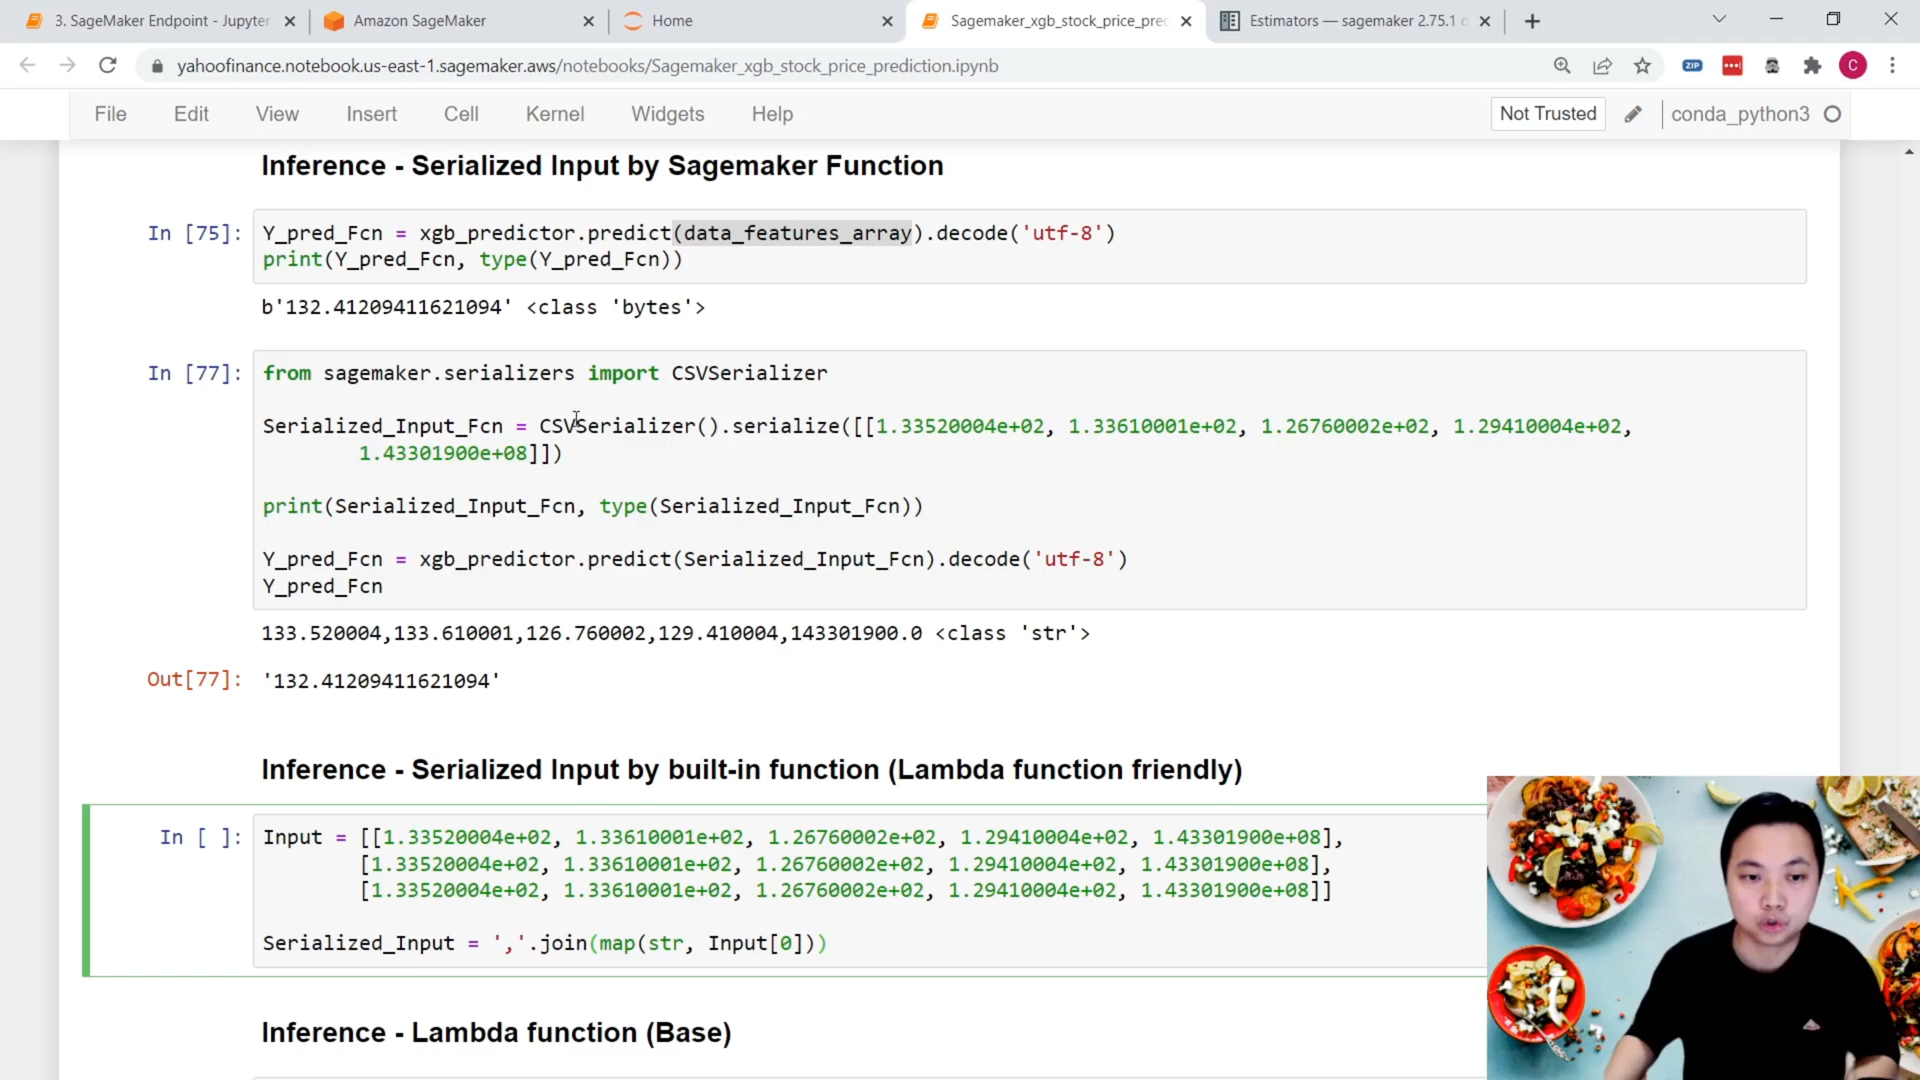 3. SageMaker Endpoint - Jupyter
Amazon SageMaker
Home
Sagemaker_xgb_stock_price_pred
Estimators — sagemaker 2.75.1
yahoofinance.notebook.us-east-1.sagemaker.aws/notebooks/Sagemaker_xgb_stock_price_prediction.ipynb
ZIP
C
File Edit View Insert Cell Kernel Widgets Help
Not Trusted
conda_python3
Inference - Serialized Input by Sagemaker Function
In [75]: Y_pred_Fcn = xgb_predictor.predict(data_features_array).decode('utf-8')
print(Y_pred_Fcn, type(Y_pred_Fcn))
b'132.41209411621094' <class 'bytes'>
In [77]: from sagemaker.serializers import CSVSerializer
Serialized_Input_Fcn = CSVSerializer().serialize([[1.33520004e+02, 1.33610001e+02, 1.26760002e+02, 1.29410004e+02,
1.43301900e+08]])
print(Serialized_Input_Fcn, type(Serialized_Input_Fcn))
Y_pred_Fcn = xgb_predictor.predict(Serialized_Input_Fcn).decode('utf-8')
Y_pred_Fcn
133.520004,133.610001,126.760002,129.410004,143301900.0 <class 'str'>
Out[77]: '132.41209411621094'
Inference - Serialized Input by built-in function (Lambda function friendly)
In [ ]: Input = [[1.33520004e+02, 1.33610001e+02, 1.26760002e+02, 1.29410004e+02, 1.43301900e+08],
[1.33520004e+02, 1.33610001e+02, 1.26760002e+02, 1.29410004e+02, 1.43301900e+08],
[1.33520004e+02, 1.33610001e+02, 1.26760002e+02, 1.29410004e+02, 1.43301900e+08]]
Serialized_Input = ','.join(map(str, Input[0]))
Inference - Lambda function (Base)